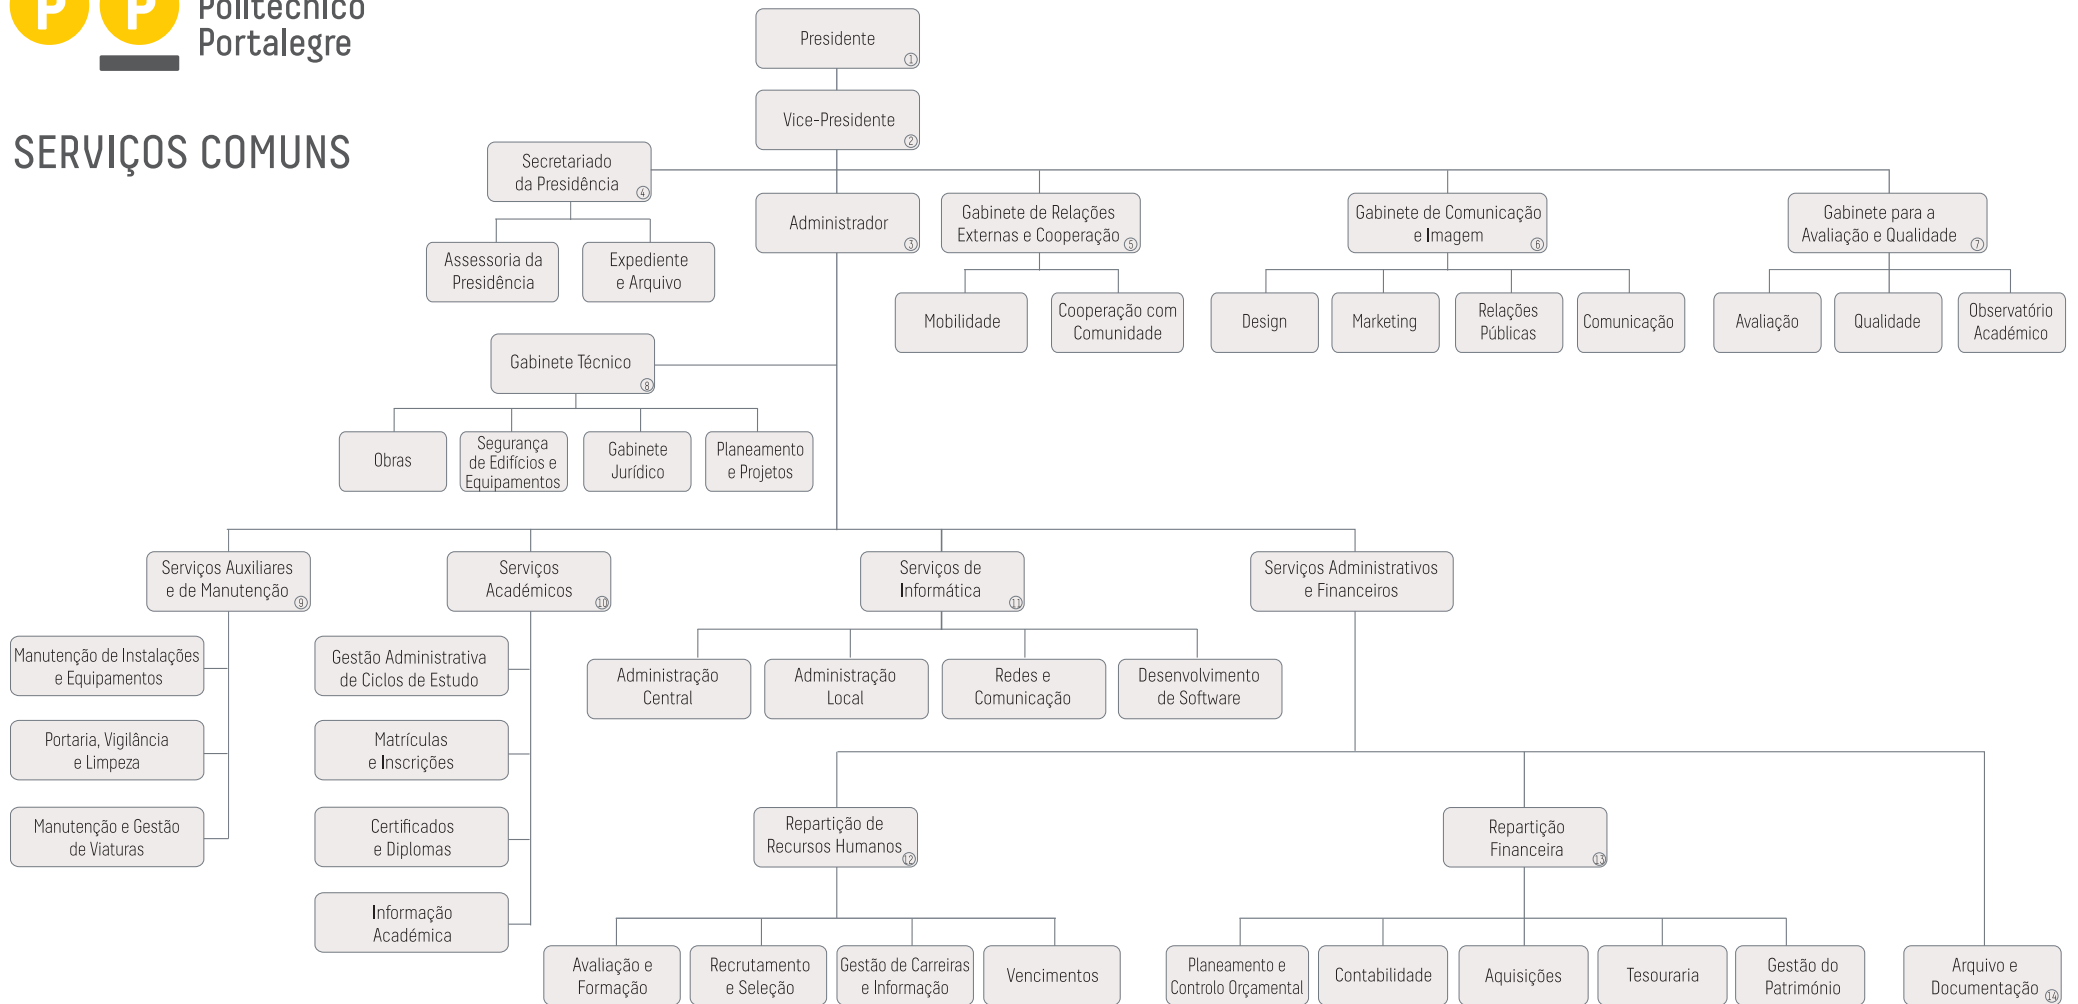 P P Politécnico
Portalegre
SERVIÇOS COMUNS
Presidente
①
Vice-Presidente
②
Secretariado
da Presidência
④
Administrador
③
Gabinete de Relações
Externas e Cooperação
⑤
Gabinete de Comunicação
e Imagem
⑥
Gabinete para a
Avaliação e Qualidade
⑦
Assessoria da
Presidência
Expediente
e Arquivo
Mobilidade
Cooperação com
Comunidade
Design
Marketing
Relações
Públicas
Comunicação
Avaliação
Qualidade
Observatório
Académico
Gabinete Técnico
⑧
Obras
Segurança
de Edifícios e
Equipamentos
Gabinete
Jurídico
Planeamento
e Projetos
Serviços Auxiliares
e de Manutenção
⑨
Serviços
Académicos
⑩
Serviços de
Informática
⑪
Serviços Administrativos
e Financeiros
Manutenção de Instalações
e Equipamentos
Portaria, Vigilância
e Limpeza
Manutenção e Gestão
de Viaturas
Gestão Administrativa
de Ciclos de Estudo
Matrículas
e Inscrições
Certificados
e Diplomas
Informação
Académica
Administração
Central
Administração
Local
Redes e
Comunicação
Desenvolvimento
de Software
Repartição de
Recursos Humanos
⑫
Repartição
Financeira
⑬
Avaliação e
Formação
Recrutamento
e Seleção
Gestão de Carreiras
e Informação
Vencimentos
Planeamento e
Controlo Orçamental
Contabilidade
Aquisições
Tesouraria
Gestão do
Património
Arquivo e
Documentação
⑭